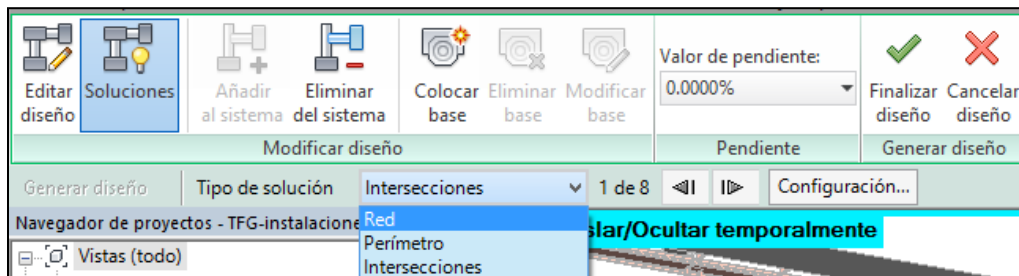 Editar diseño
Soluciones
Añadir al sistema
Eliminar del sistema
Colocar base
Eliminar base
Modificar base
Valor de pendiente:
0.0000%
Finalizar diseño
Cancelar diseño
Modificar diseño
Pendiente
Generar diseño
Generar diseño
Tipo de solución
Intersecciones
1 de 8
Configuración...
Navegador de proyectos - TFG-instalacione
Red
slar/Ocultar temporalmente
Perímetro
Vistas (todo)
Intersecciones